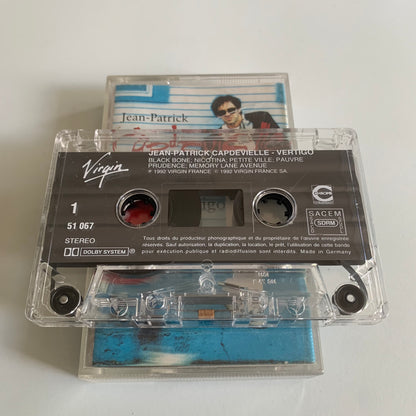 Jean-Patrick
Virgin
JEAN-PATRICK CAPDEVIELLE - VERTIGO
BLACK BONE; NICOTINA; PETITE VILLE; PAUVRE
PRUDENCE; MEMORY LANE AVENUE
℗ 1992 VIRGIN FRANCE © 1992 VIRGIN FRANCE SA
1
51 067
STEREO
DOLBY SYSTEM
SACEM
SDRM
Tous droits du producteur phonographique et du propriétaire de l'œuvre enregistrée
réservés. Sauf autorisation, la duplication, la location, le prêt, l'utilisation de cette bande
pour exécution publique et radiodiffusion sont interdits. Made in Germany